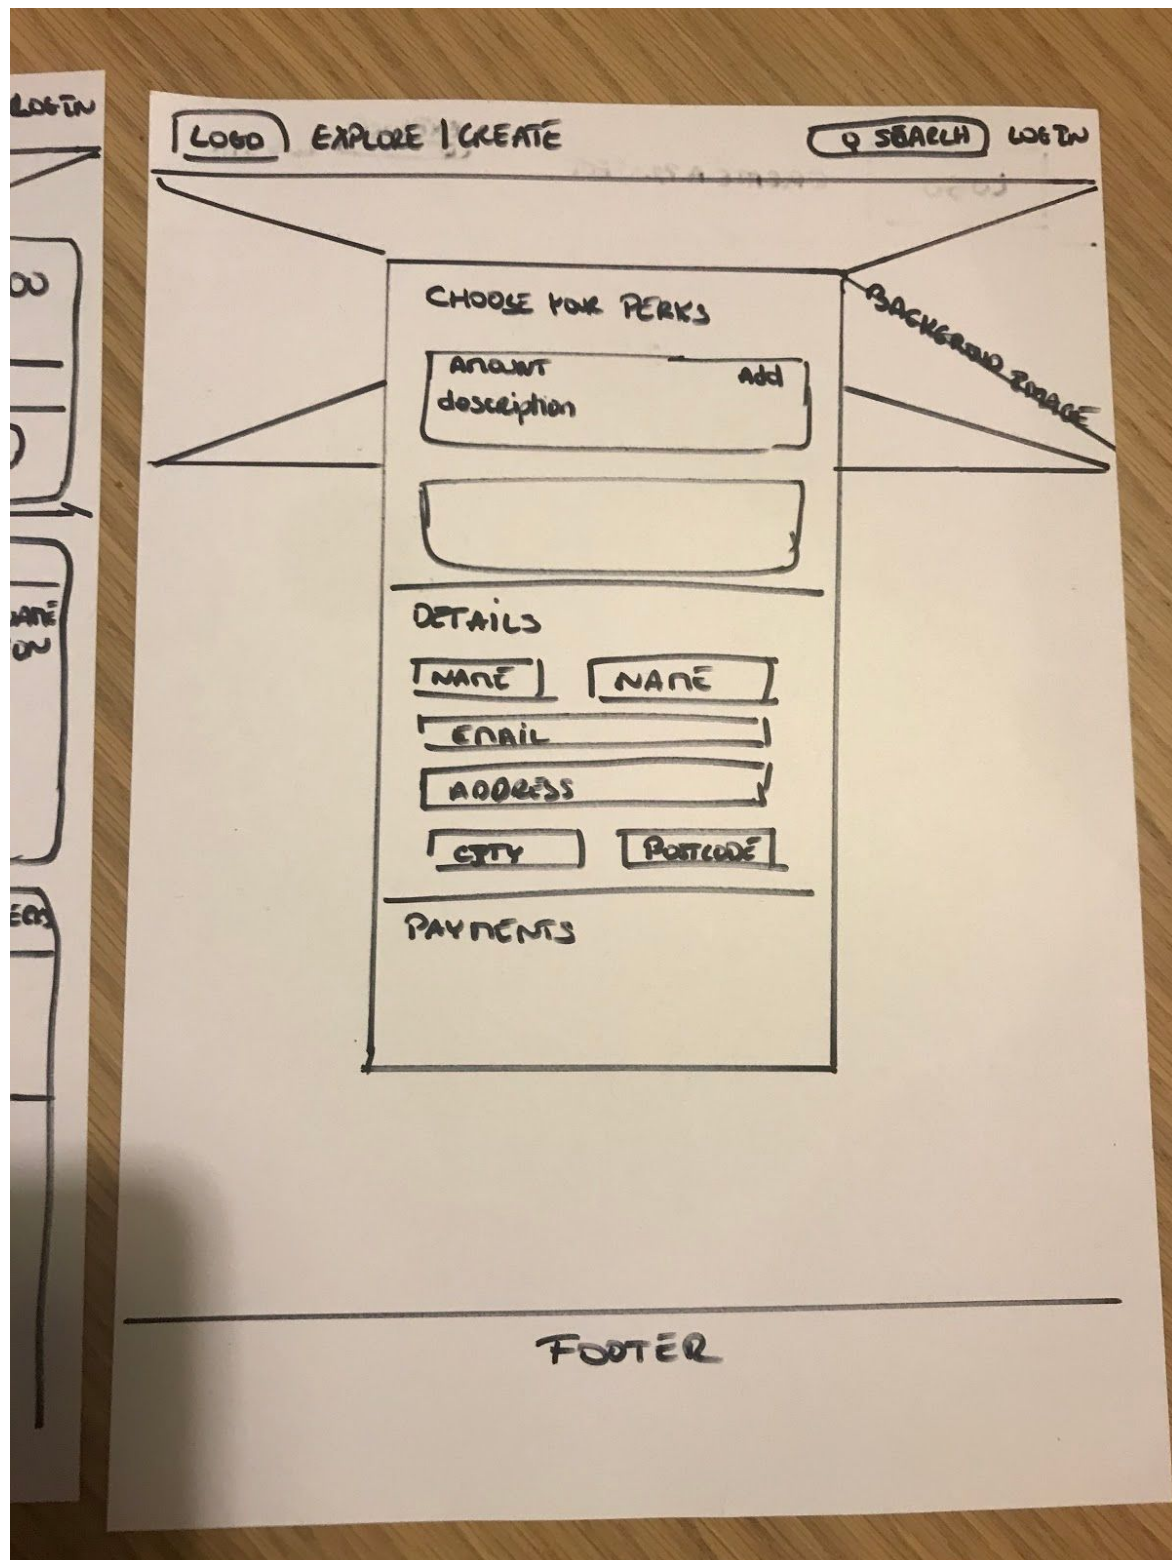 LOGIN
LOGO EXPLORE | CREATE SEARCH LOGIN
BACKGROUND IMAGE
CHOOSE YOUR PERKS
AMOUNT Add
description
DETAILS
NAME NAME
EMAIL
ADDRESS
CITY POSTCODE
PAYMENTS
FOOTER